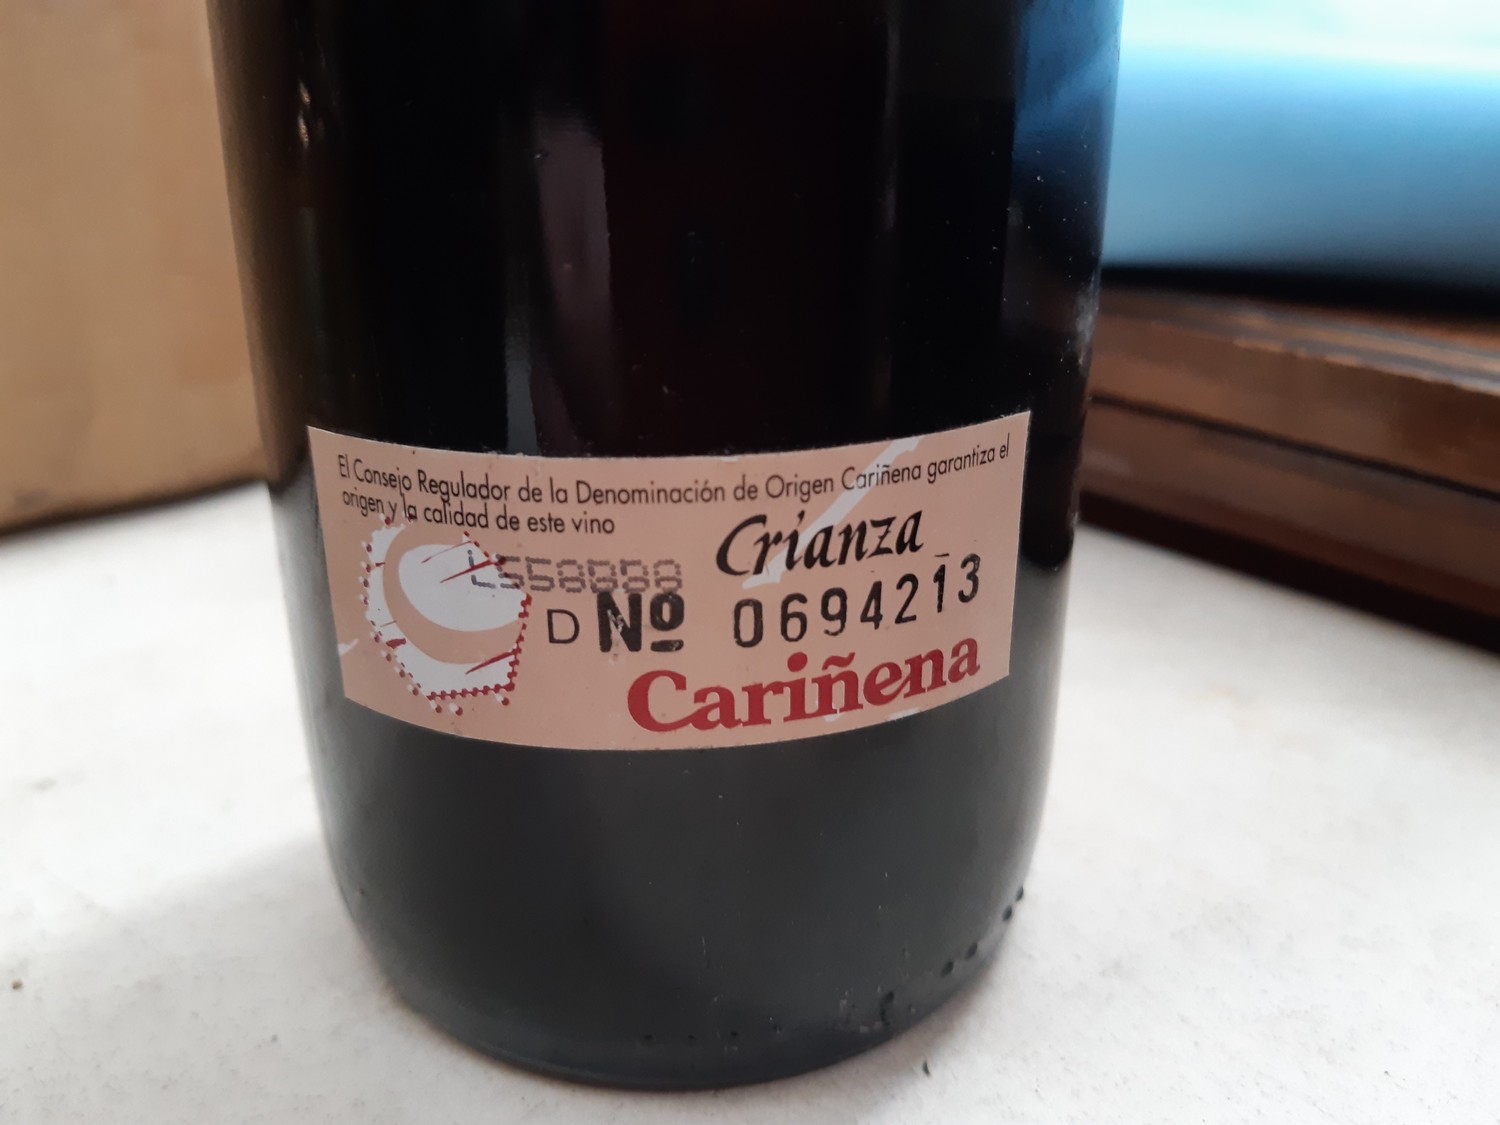 El Consejo Regulador de la Denominación de Origen Cariñena garantiza el
origen y la calidad de este vino
Crianza
D Nº 0694213
Cariñena